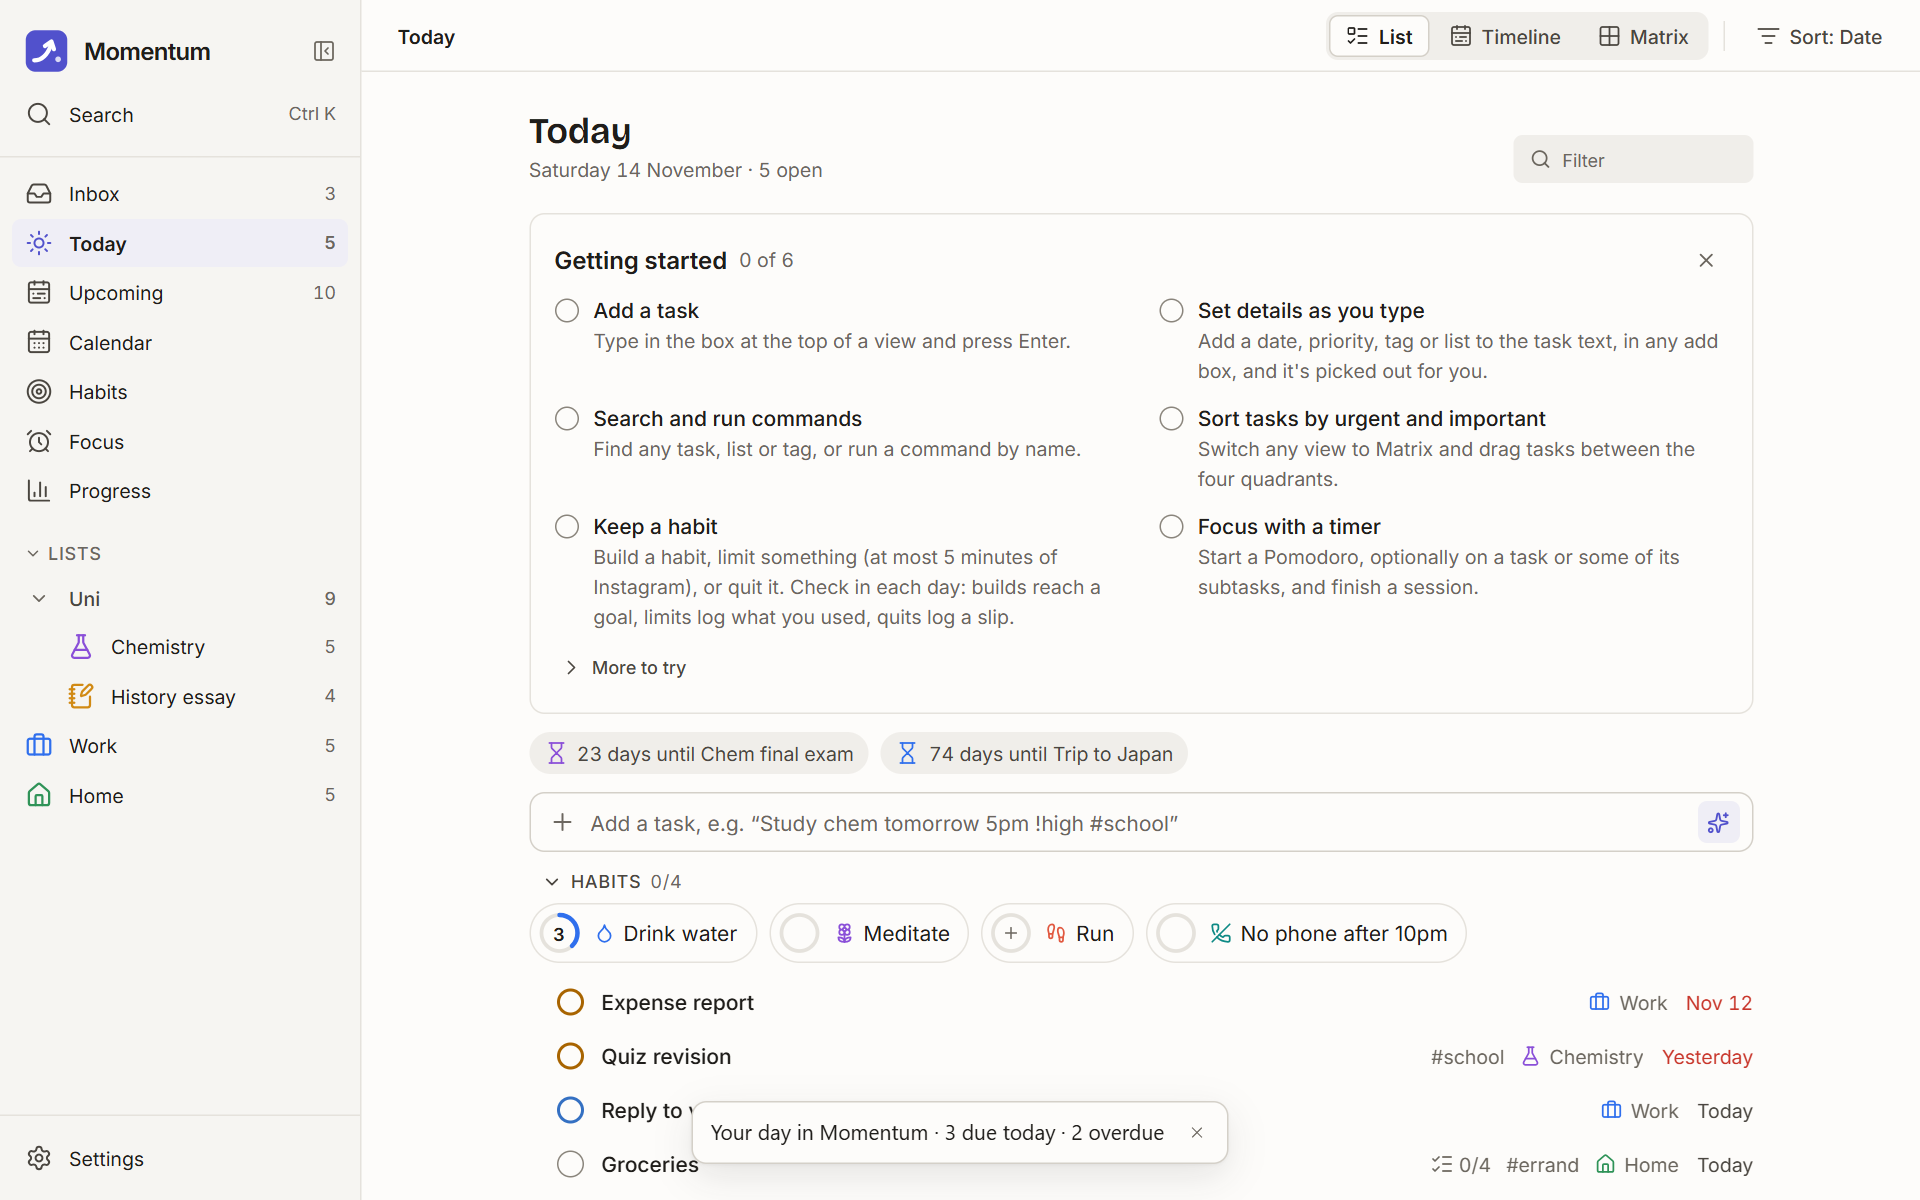 Momentum
Search Ctrl K
Inbox 3
Today 5
Upcoming 10
Calendar
Habits
Focus
Progress
LISTS
Uni 9
Chemistry 5
History essay 4
Work 5
Home 5
Settings
Today
List Timeline Matrix Sort: Date
Today
Saturday 14 November · 5 open
Filter
Getting started 0 of 6
Add a task
Type in the box at the top of a view and press Enter.
Set details as you type
Add a date, priority, tag or list to the task text, in any add
box, and it's picked out for you.
Search and run commands
Find any task, list or tag, or run a command by name.
Sort tasks by urgent and important
Switch any view to Matrix and drag tasks between the
four quadrants.
Keep a habit
Build a habit, limit something (at most 5 minutes of
Instagram), or quit it. Check in each day: builds reach a
goal, limits log what you used, quits log a slip.
Focus with a timer
Start a Pomodoro, optionally on a task or some of its
subtasks, and finish a session.
More to try
23 days until Chem final exam 74 days until Trip to Japan
Add a task, e.g. “Study chem tomorrow 5pm !high #school”
HABITS 0/4
3 Drink water Meditate Run No phone after 10pm
Expense report Work Nov 12
Quiz revision #school Chemistry Yesterday
Reply to Work Today
Your day in Momentum · 3 due today · 2 overdue
Groceries 0/4 #errand Home Today